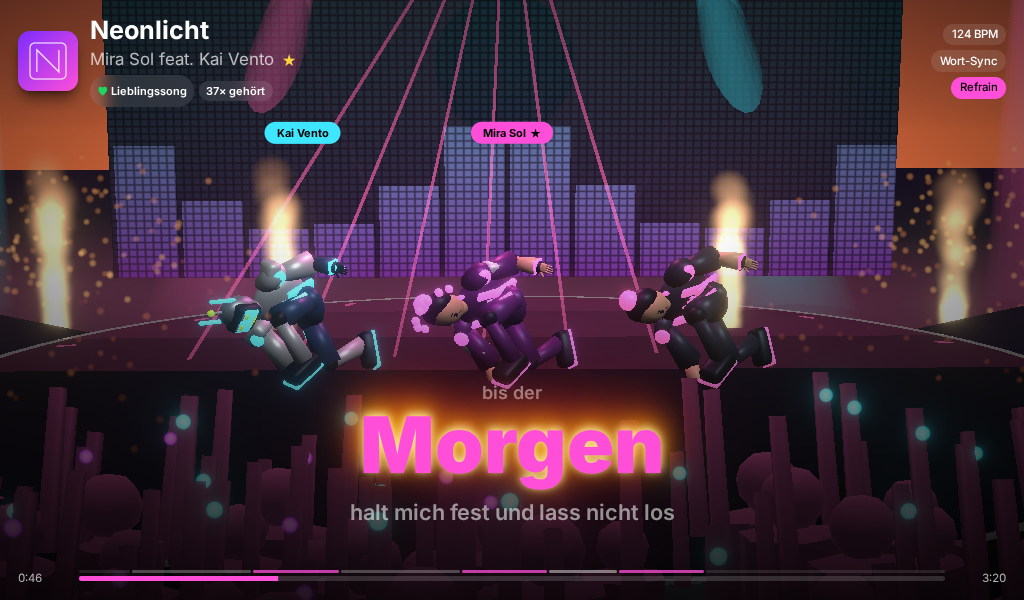 N
Neonlicht
Mira Sol feat. Kai Vento ★
Lieblingssong
37× gehört
124 BPM
Wort-Sync
Refrain
Kai Vento
Mira Sol ★
bis der
Morgen
halt mich fest und lass nicht los
0:46
3:20